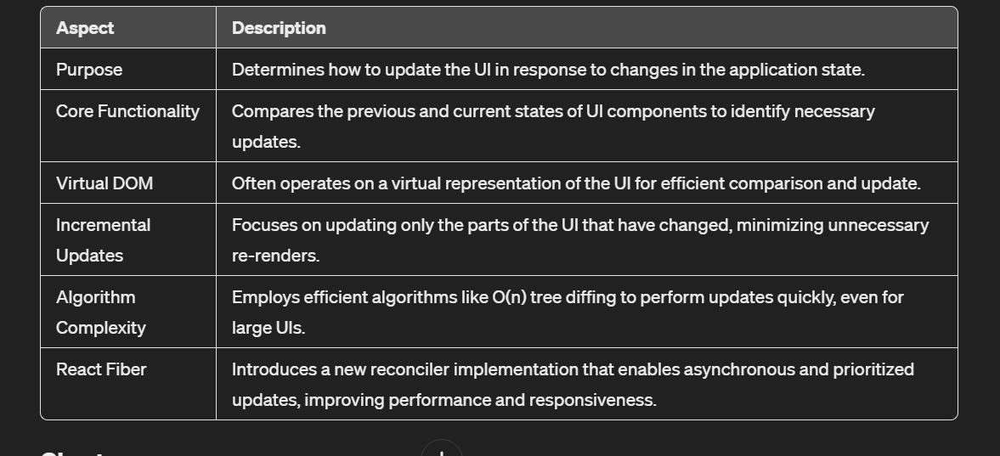 Aspect Description
Purpose Determines how to update the UI in response to changes in the application state.
Core Functionality Compares the previous and current states of UI components to identify necessary
updates.
Virtual DOM Often operates on a virtual representation of the UI for efficient comparison and update.
Incremental Focuses on updating only the parts of the UI that have changed, minimizing unnecessary
Updates re-renders.
Algorithm Employs efficient algorithms like O(n) tree diffing to perform updates quickly, even for
Complexity large UIs.
React Fiber Introduces a new reconciler implementation that enables asynchronous and prioritized
updates, improving performance and responsiveness.